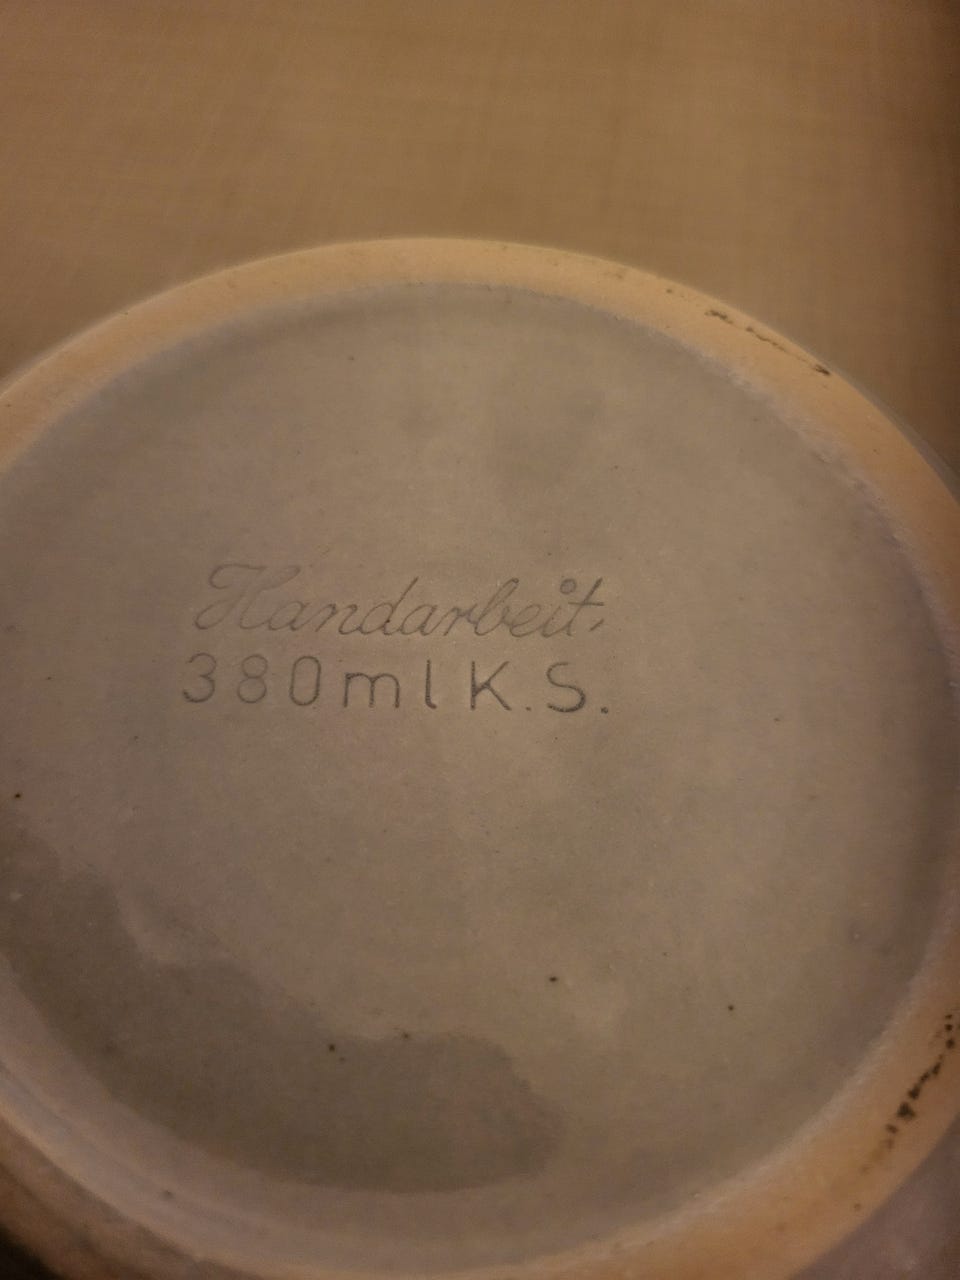 Handarbeit,
380ml K.S.